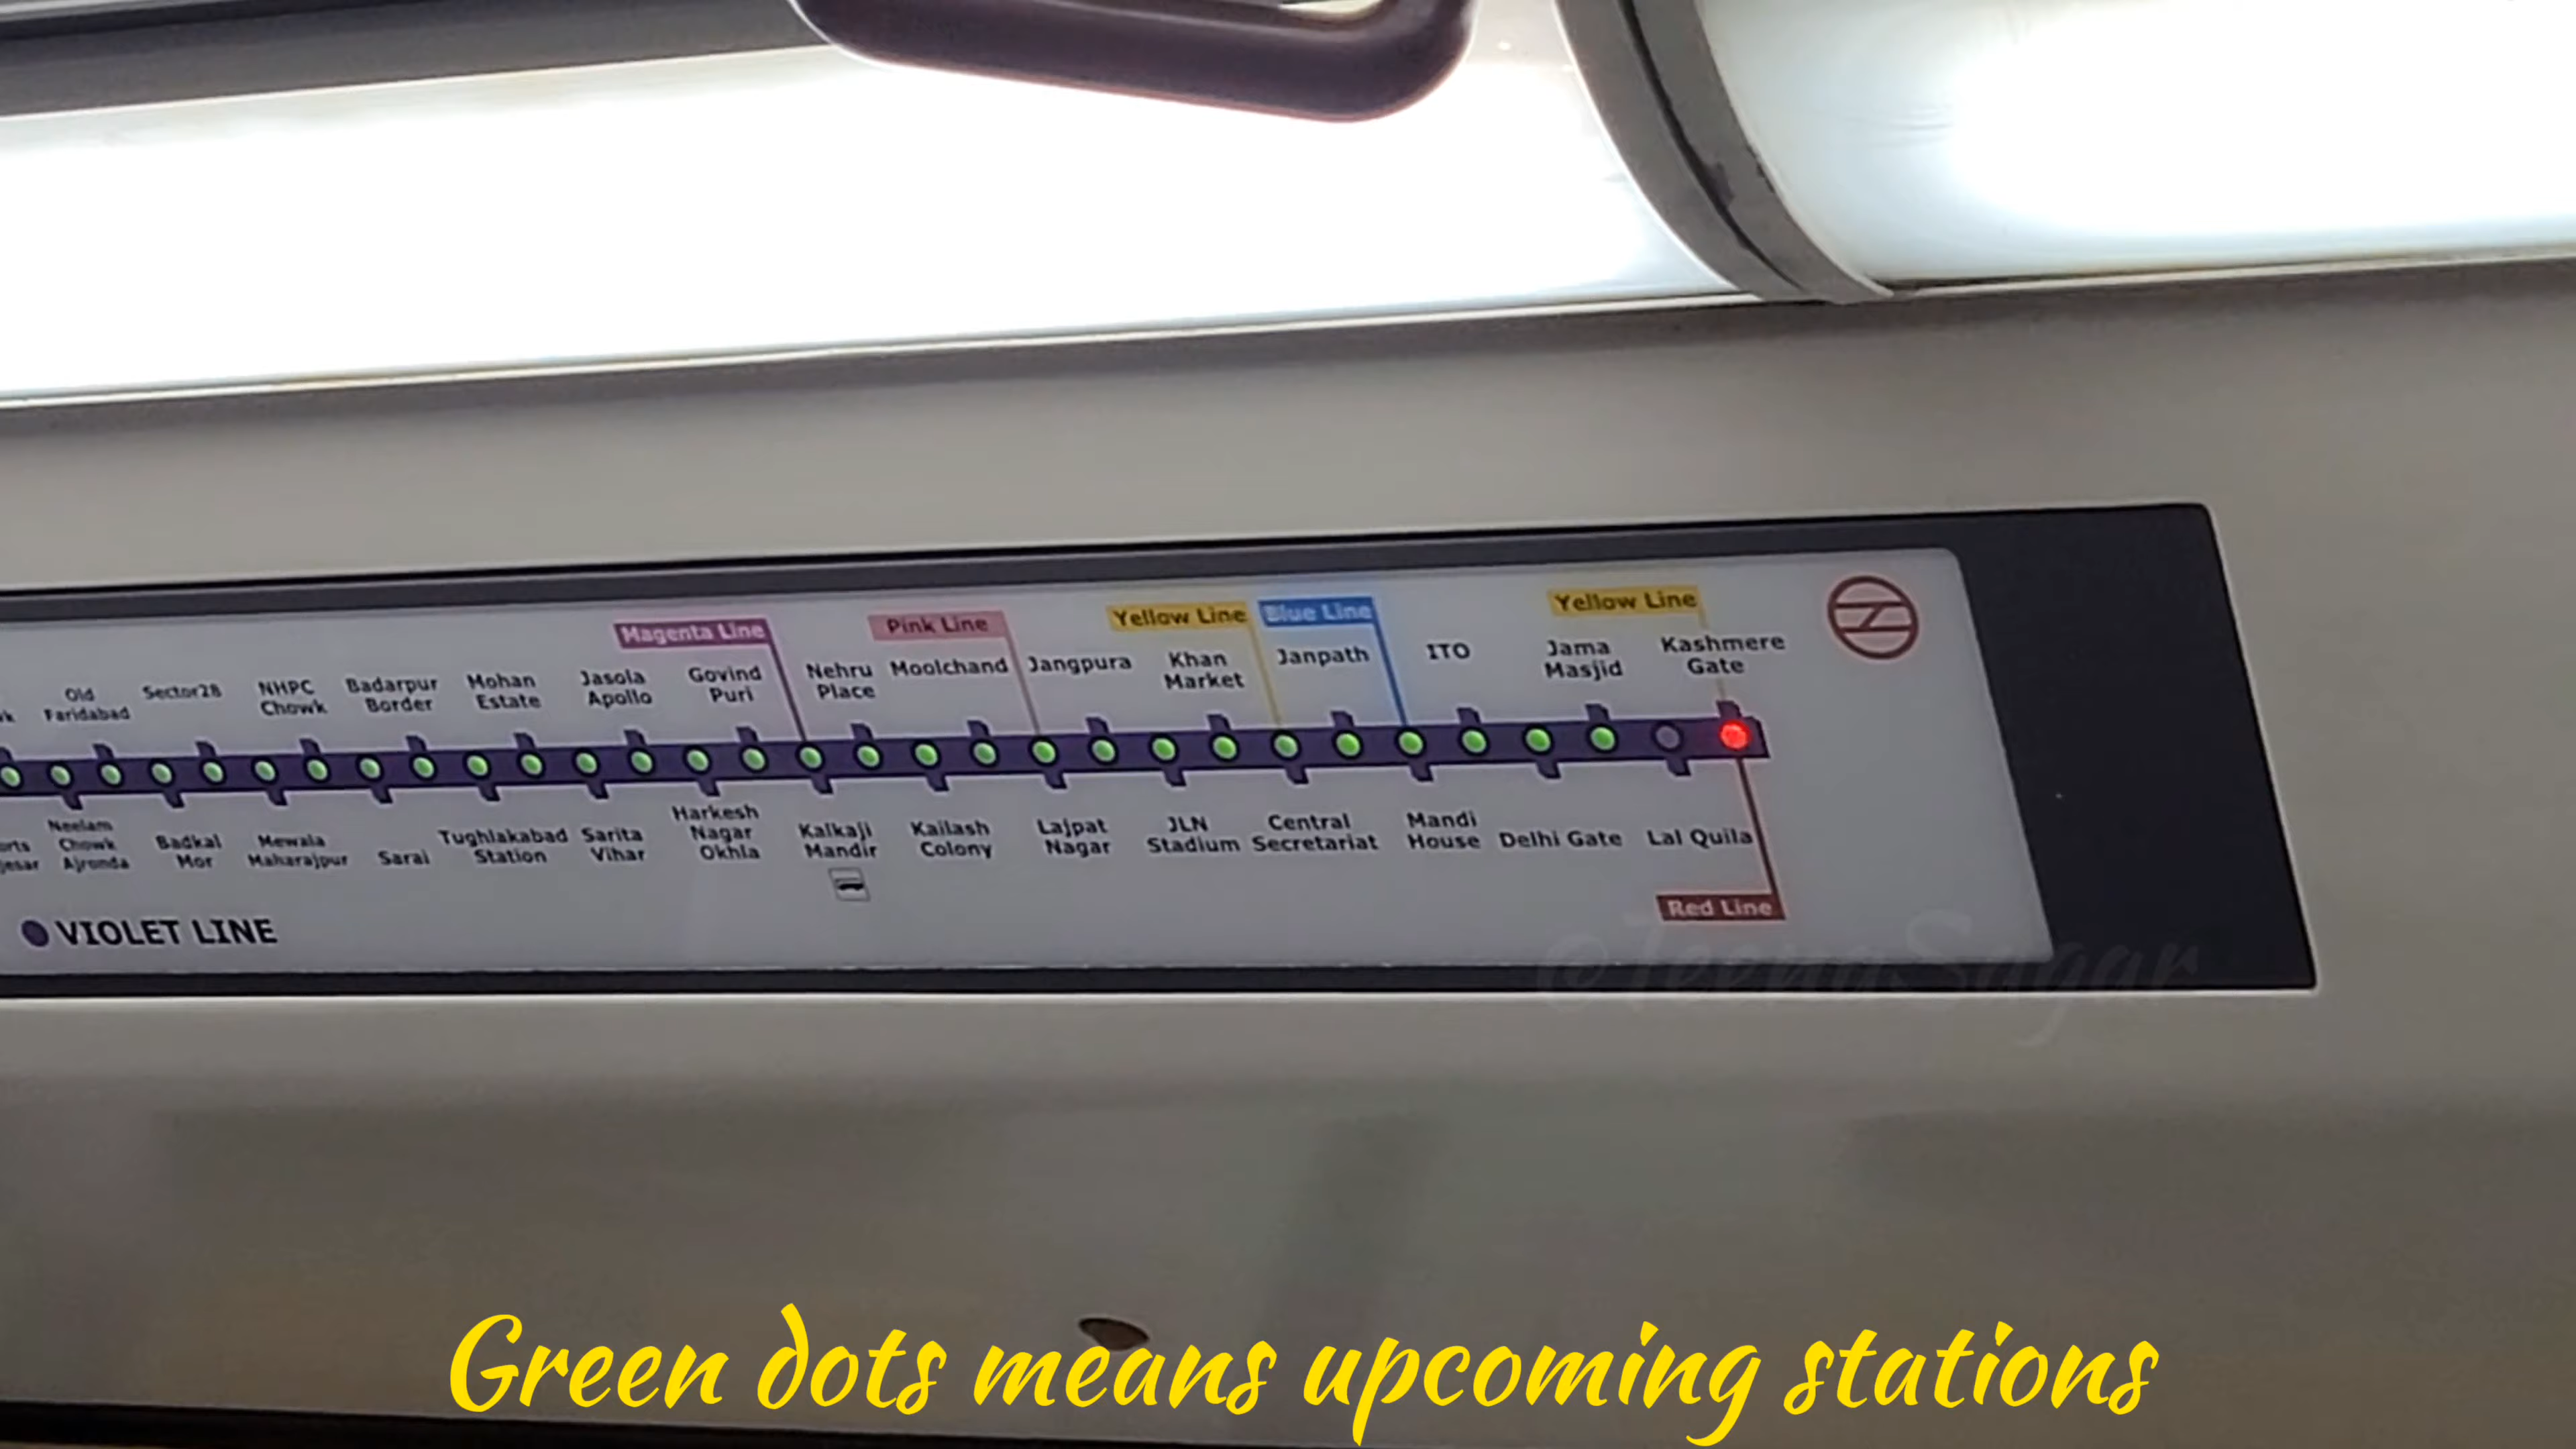 Magenta Line
Pink Line
Yellow Line
Blue Line
Yellow Line
Old
Faridabad
Sector28
NHPC
Chowk
Badarpur
Border
Mohan
Estate
Jasola
Apollo
Govind
Puri
Nehru
Place
Moolchand
Jangpura
Khan
Market
Janpath
ITO
Jama
Masjid
Kashmere
Gate
Neelam
Chowk
Ajronda
Badkal
Mor
Mewala
Maharajpur
Sarai
Tughlakabad
Station
Sarita
Vihar
Harkesh
Nagar
Okhla
Kalkaji
Mandir
Kailash
Colony
Lajpat
Nagar
JLN
Stadium
Central
Secretariat
Mandi
House
Delhi Gate
Lal Quila
Red Line
VIOLET LINE
@TeenaSagar
Green dots means upcoming stations